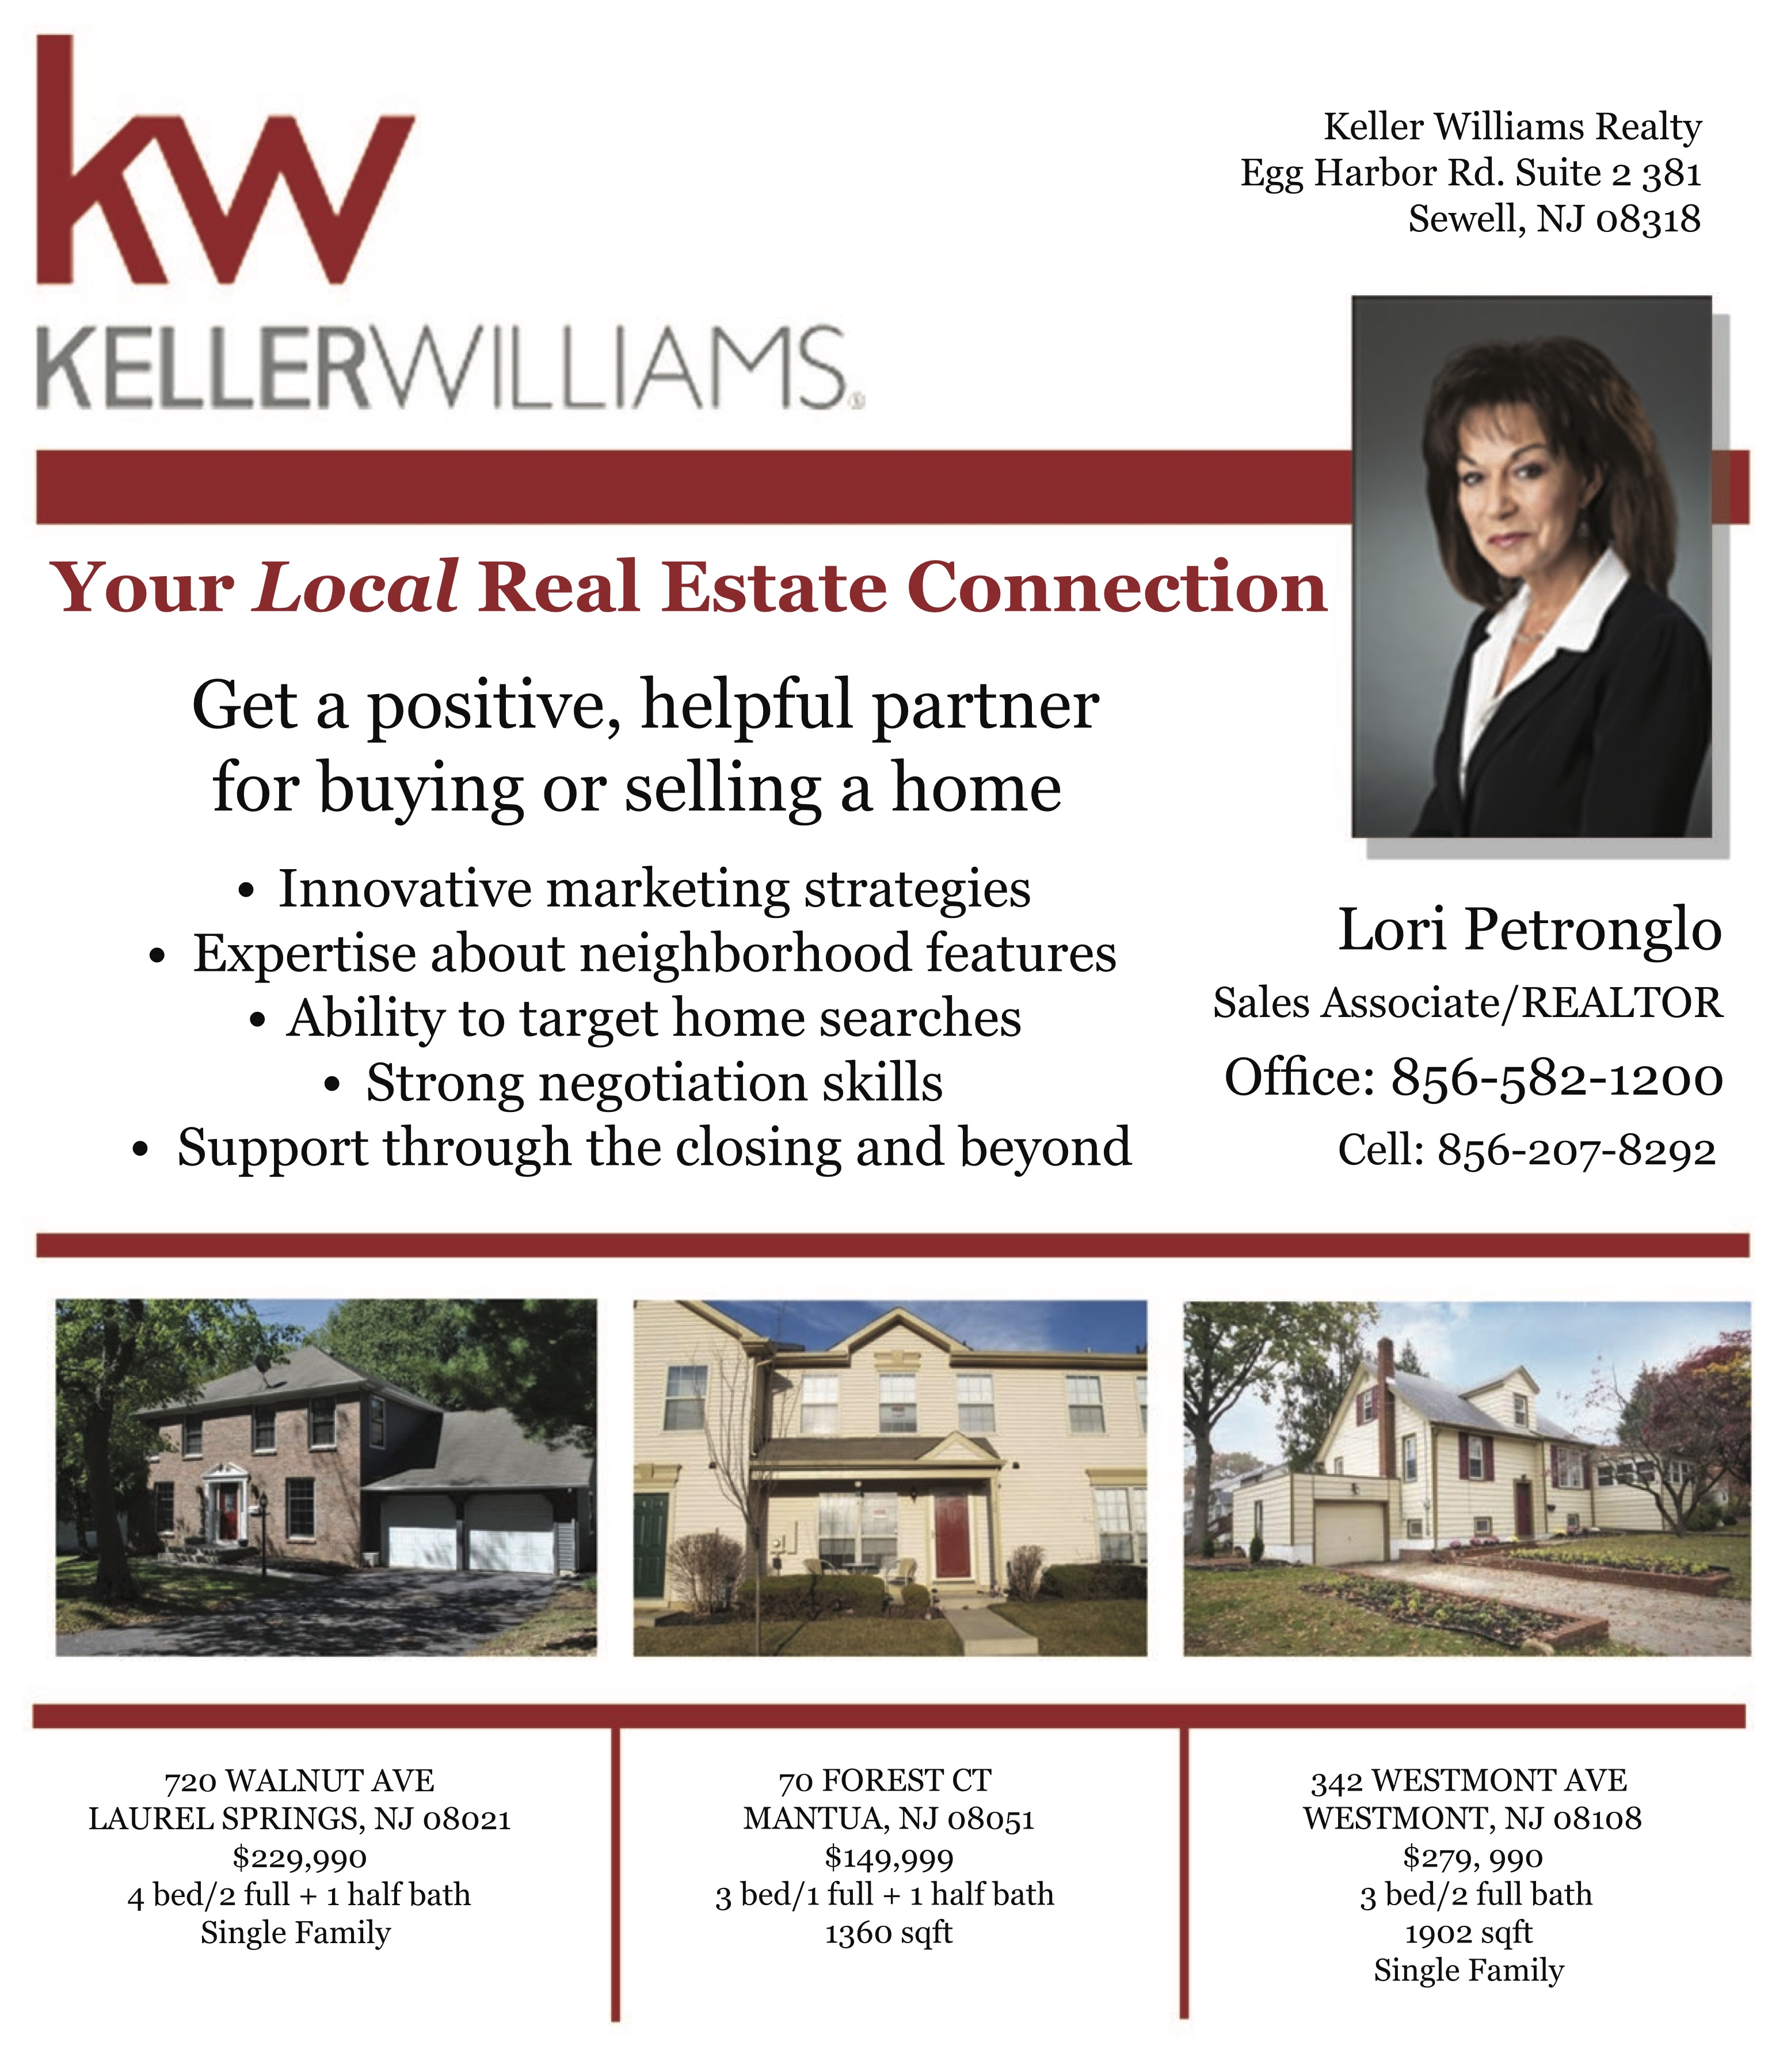 kw
KELLERWILLIAMS®
Keller Williams Realty
Egg Harbor Rd. Suite 2 381
Sewell, NJ 08318
Your Local Real Estate Connection
Get a positive, helpful partner
for buying or selling a home
• Innovative marketing strategies
• Expertise about neighborhood features
• Ability to target home searches
• Strong negotiation skills
• Support through the closing and beyond
Lori Petronglo
Sales Associate/REALTOR
Office: 856-582-1200
Cell: 856-207-8292
720 WALNUT AVE
LAUREL SPRINGS, NJ 08021
$229,990
4 bed/2 full + 1 half bath
Single Family
70 FOREST CT
MANTUA, NJ 08051
$149,999
3 bed/1 full + 1 half bath
1360 sqft
342 WESTMONT AVE
WESTMONT, NJ 08108
$279, 990
3 bed/2 full bath
1902 sqft
Single Family